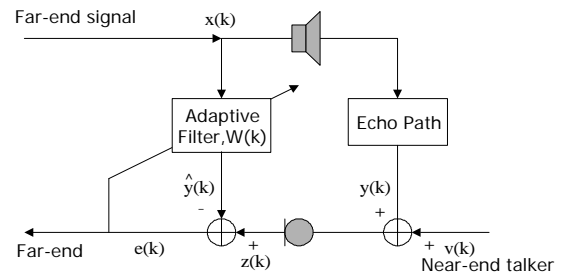 Far-end signal
x(k)
Adaptive
Filter,W(k)
Echo Path
ŷ(k)
y(k)
-
+
Far-end
e(k)
+
z(k)
+ v(k)
Near-end talker